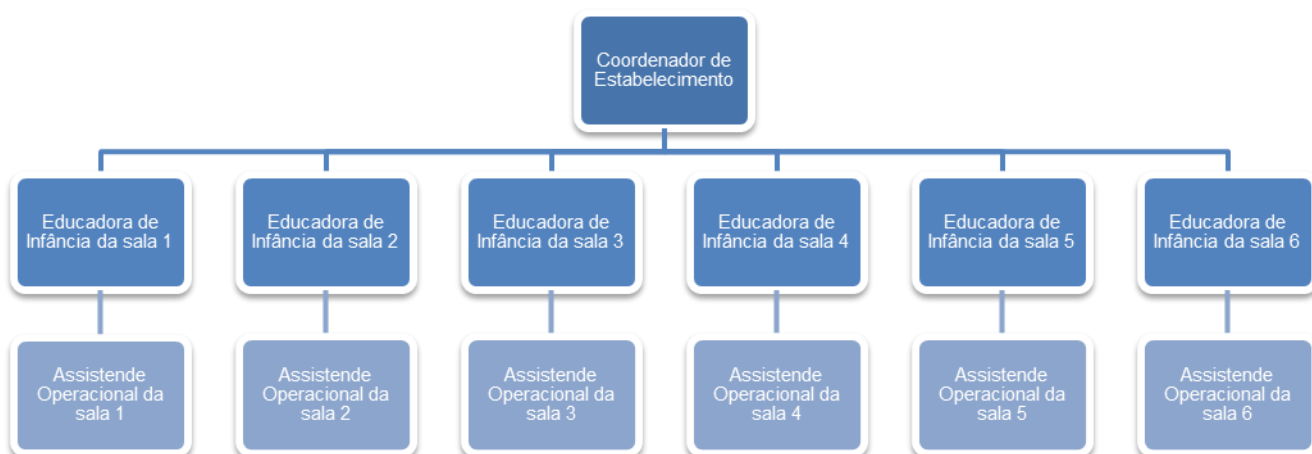 Coordenador de
Estabelecimento
Educadora de
Infância da sala 1
Educadora de
Infância da sala 2
Educadora de
Infância da sala 3
Educadora de
Infância da sala 4
Educadora de
Infância da sala 5
Educadora de
Infância da sala 6
Assistende
Operacional da
sala 1
Assistende
Operacional da
sala 2
Assistende
Operacional da
sala 3
Assistende
Operacional da
sala 4
Assistende
Operacional da
sala 5
Assistende
Operacional da
sala 6